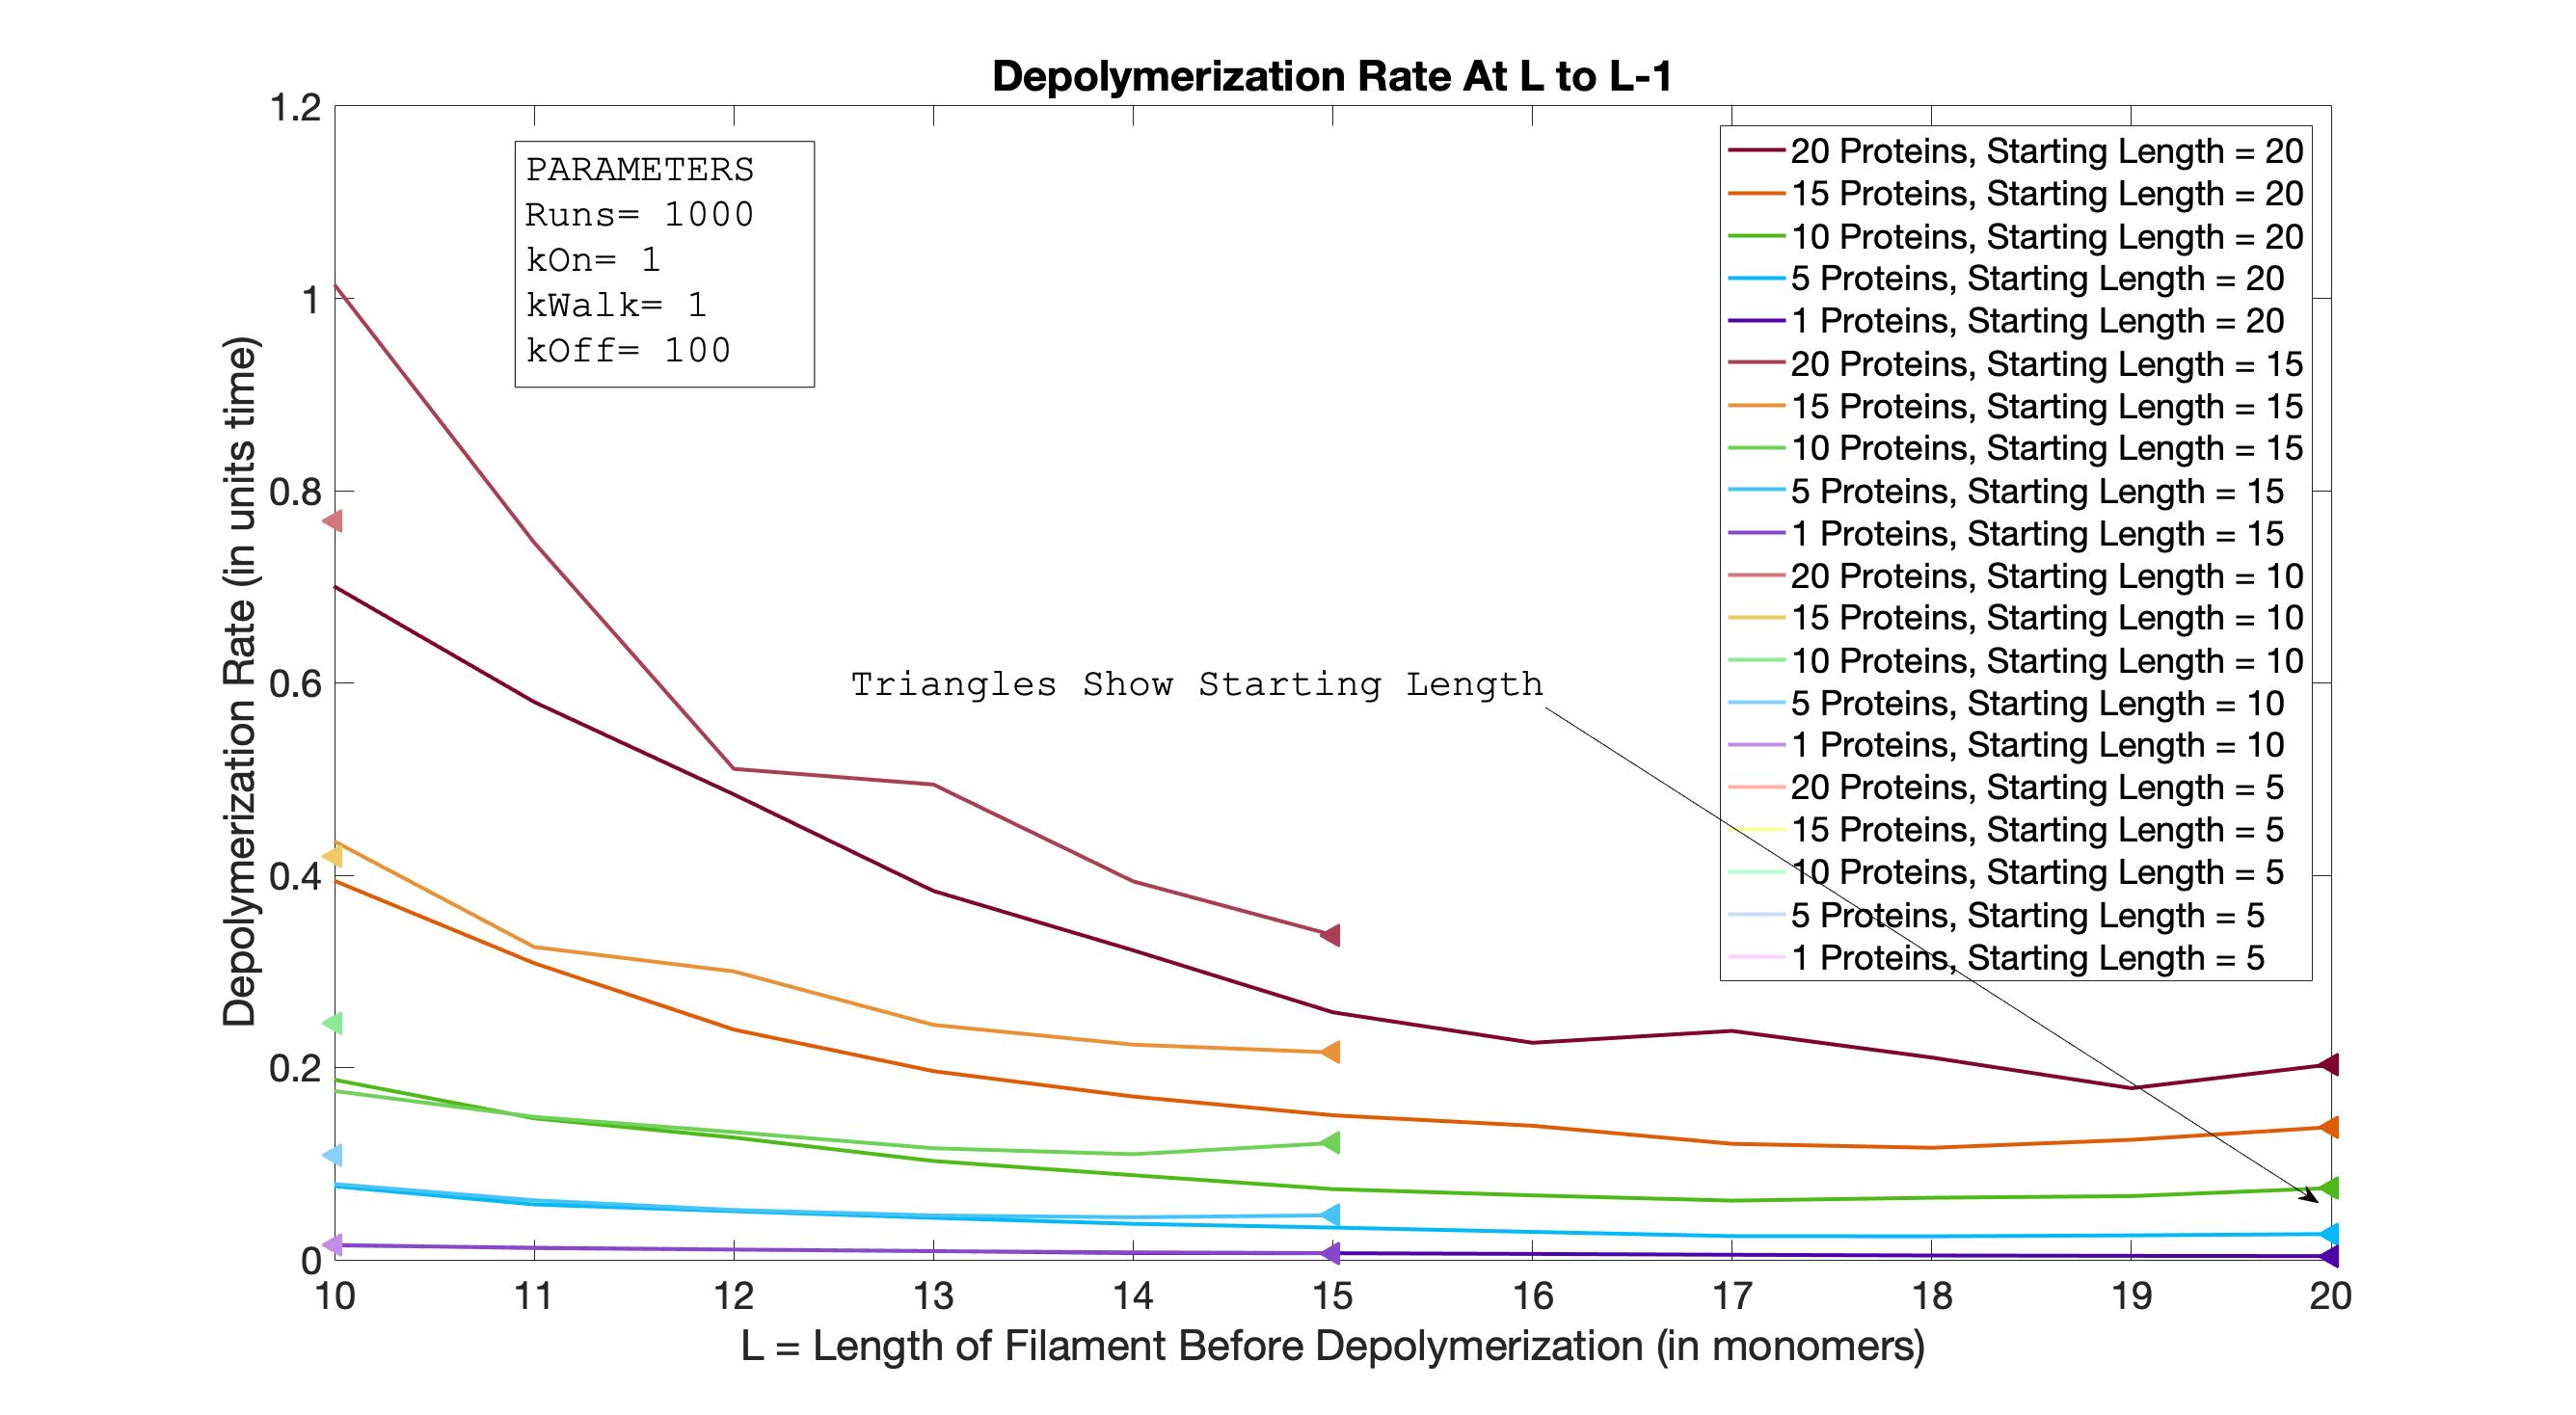 Depolymerization Rate At L to L-1
1.2
1
0.8
0.6
0.4
0.2
0
Depolymerization Rate (in units time)
PARAMETERS
Runs= 1000
kOn= 1
kWalk= 1
kOff= 100
Triangles Show Starting Length
20 Proteins, Starting Length = 20
15 Proteins, Starting Length = 20
10 Proteins, Starting Length = 20
5 Proteins, Starting Length = 20
1 Proteins, Starting Length = 20
20 Proteins, Starting Length = 15
15 Proteins, Starting Length = 15
10 Proteins, Starting Length = 15
5 Proteins, Starting Length = 15
1 Proteins, Starting Length = 15
20 Proteins, Starting Length = 10
15 Proteins, Starting Length = 10
10 Proteins, Starting Length = 10
5 Proteins, Starting Length = 10
1 Proteins, Starting Length = 10
20 Proteins, Starting Length = 5
15 Proteins, Starting Length = 5
10 Proteins, Starting Length = 5
5 Proteins, Starting Length = 5
1 Proteins, Starting Length = 5
10 11 12 13 14 15 16 17 18 19 20
L = Length of Filament Before Depolymerization (in monomers)